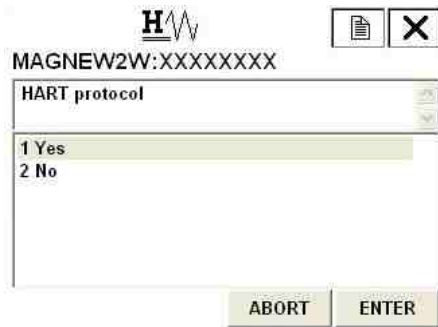 H
MAGNEW2W:XXXXXXXX
HART protocol
1 Yes
2 No
ABORT ENTER